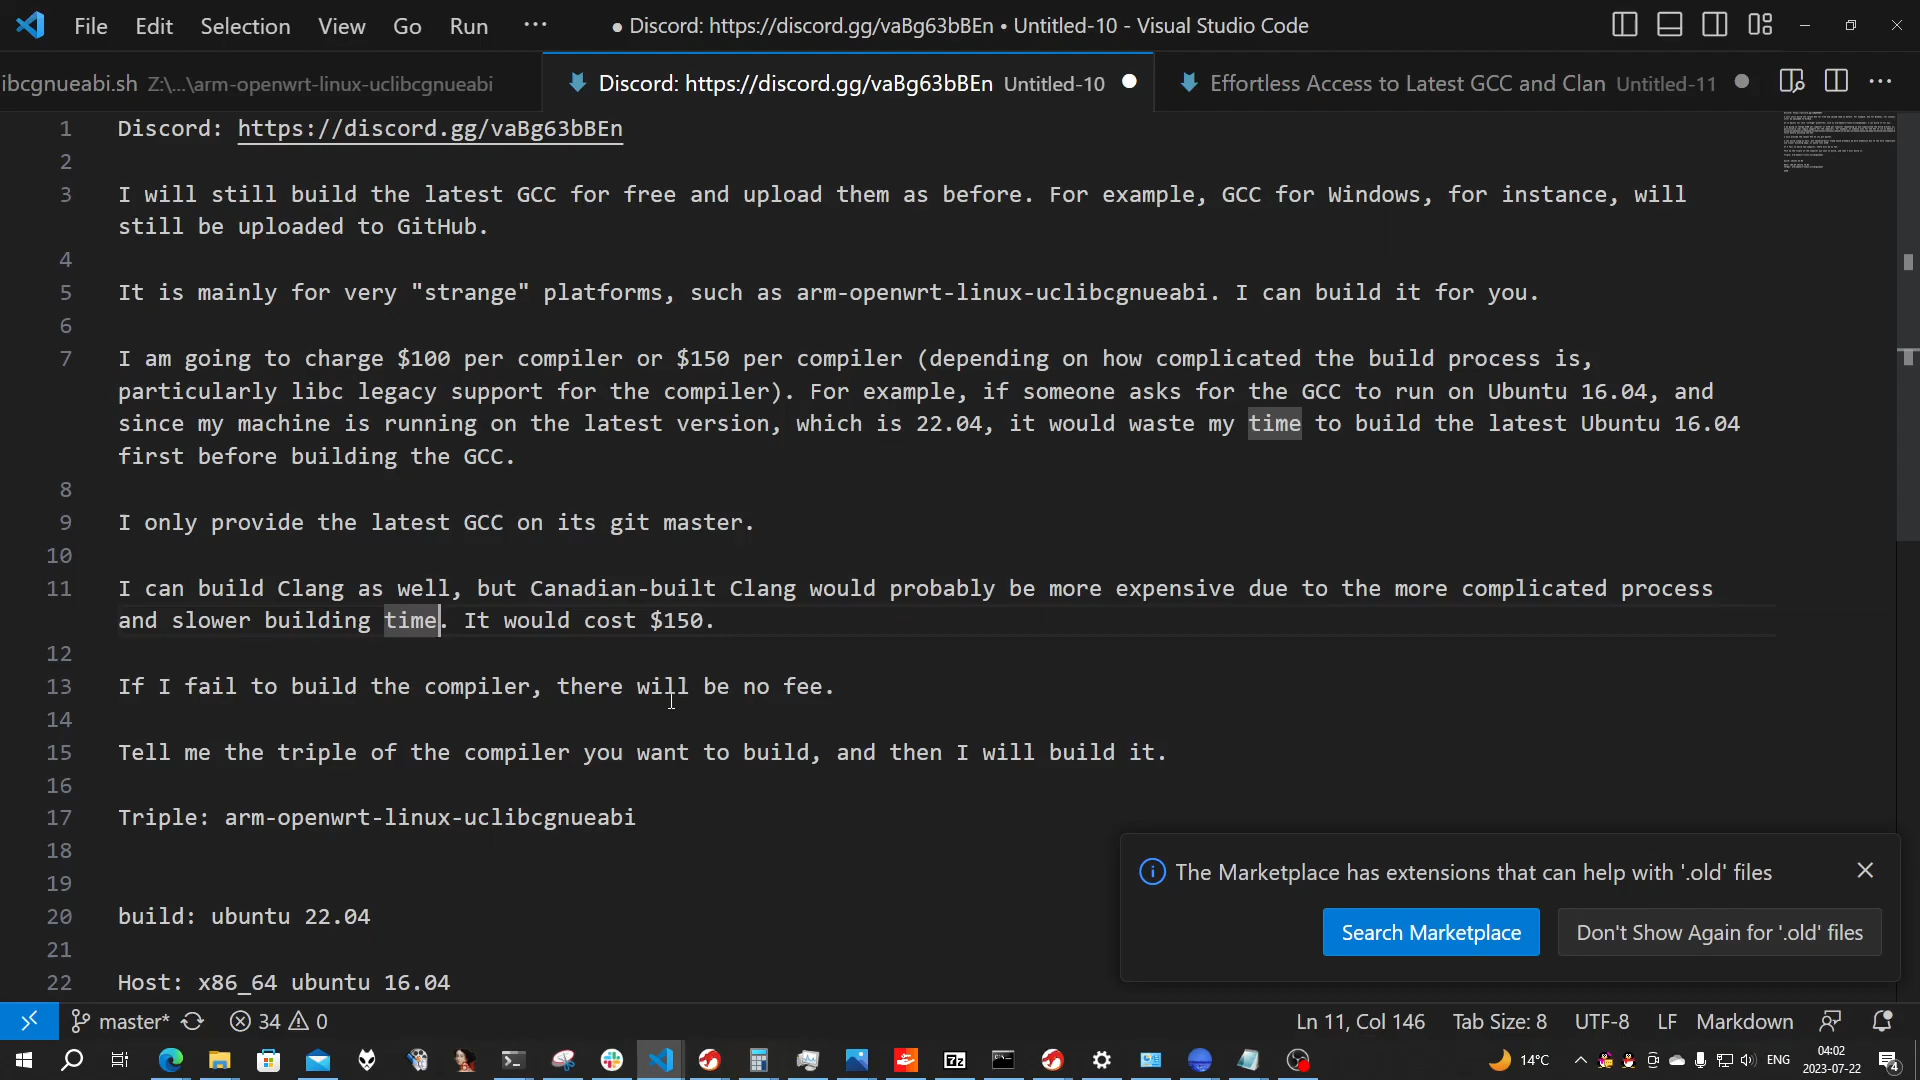 File Edit Selection View Go Run ··· ● Discord: https://discord.gg/vaBg63bBEn • Untitled-10 - Visual Studio Code
ibcgnueabi.sh Z:\...\arm-openwrt-linux-uclibcgnueabi Discord: https://discord.gg/vaBg63bBEn Untitled-10 Effortless Access to Latest GCC and Clan Untitled-11
1 Discord: https://discord.gg/vaBg63bBEn
2
3 I will still build the latest GCC for free and upload them as before. For example, GCC for Windows, for instance, will
still be uploaded to GitHub.
4
5 It is mainly for very "strange" platforms, such as arm-openwrt-linux-uclibcgnueabi. I can build it for you.
6
7 I am going to charge $100 per compiler or $150 per compiler (depending on how complicated the build process is,
particularly libc legacy support for the compiler). For example, if someone asks for the GCC to run on Ubuntu 16.04, and
since my machine is running on the latest version, which is 22.04, it would waste my time to build the latest Ubuntu 16.04
first before building the GCC.
8
9 I only provide the latest GCC on its git master.
10
11 I can build Clang as well, but Canadian-built Clang would probably be more expensive due to the more complicated process
and slower building time. It would cost $150.
12
13 If I fail to build the compiler, there will be no fee.
14
15 Tell me the triple of the compiler you want to build, and then I will build it.
16
17 Triple: arm-openwrt-linux-uclibcgnueabi
18
The Marketplace has extensions that can help with '.old' files
19
20 build: ubuntu 22.04
Search Marketplace Don't Show Again for '.old' files
21
22 Host: x86_64 ubuntu 16.04
master* 34 0 Ln 11, Col 146 Tab Size: 8 UTF-8 LF Markdown
7z 14°C ENG 04:02
2023-07-22 4